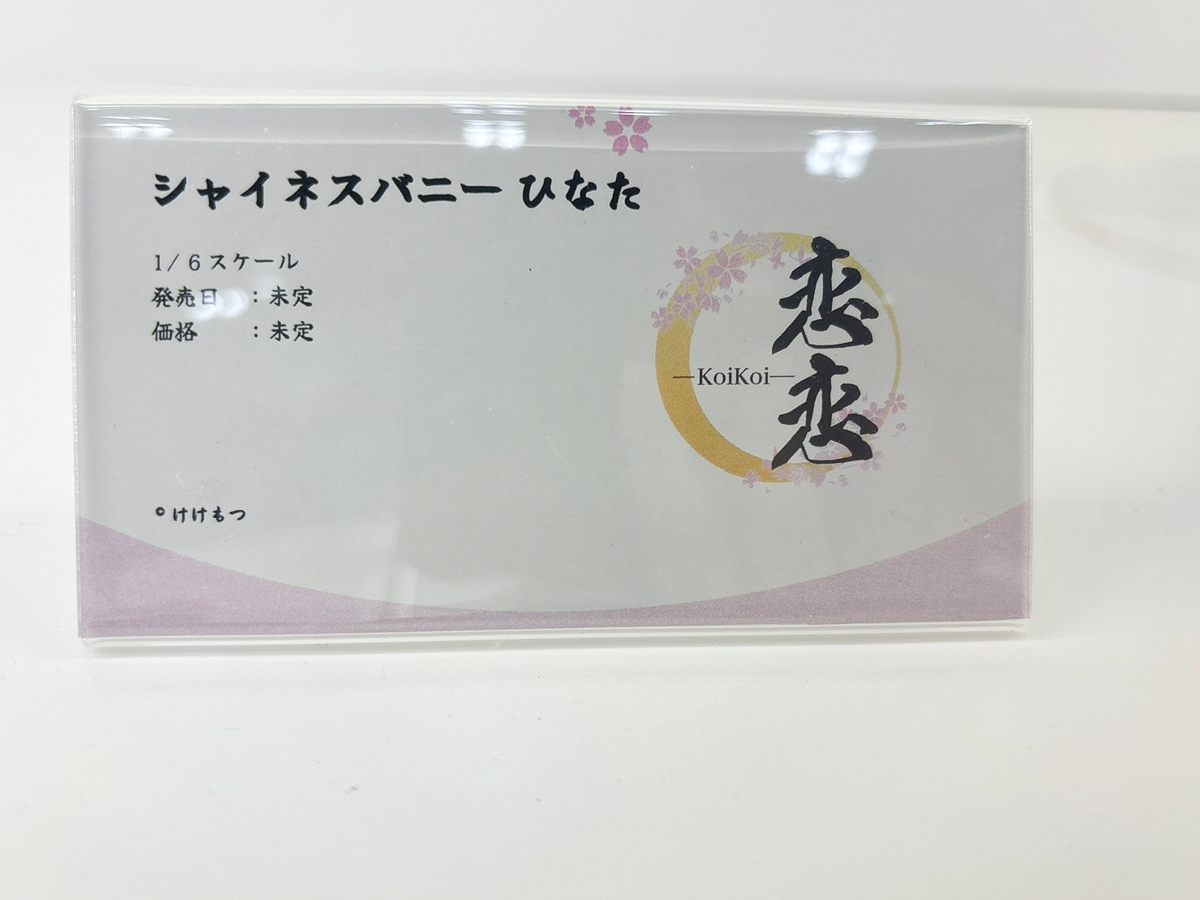 シャイネスバニー ひなた
1/6スケール
発売日 ：未定
価格 ：未定
恋恋
—KoiKoi—
©けけもつ